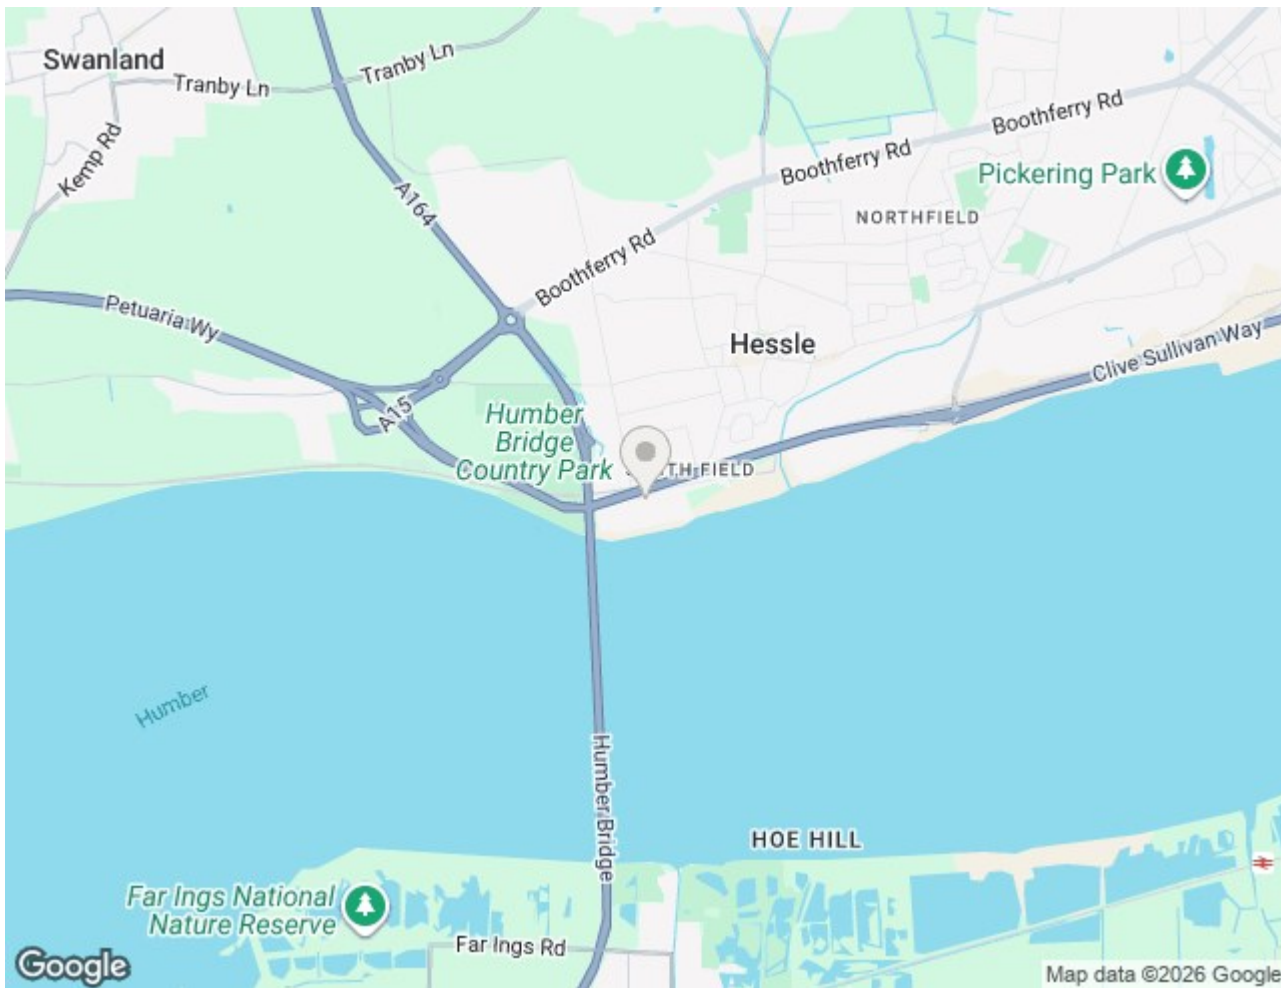 Swanland
Tranby Ln
Tranby Ln
Kemp Rd
A164
Boothferry Rd
Boothferry Rd
Boothferry Rd
Pickering Park
NORTHFIELD
Petuaria Wy
Hessle
Clive Sullivan Way
A15
Humber
Bridge
Country Park
FIELD
Humber
Humber Bridge
HOE HILL
Far Ings National
Nature Reserve
Far Ings Rd
Google
Map data ©2026 Google